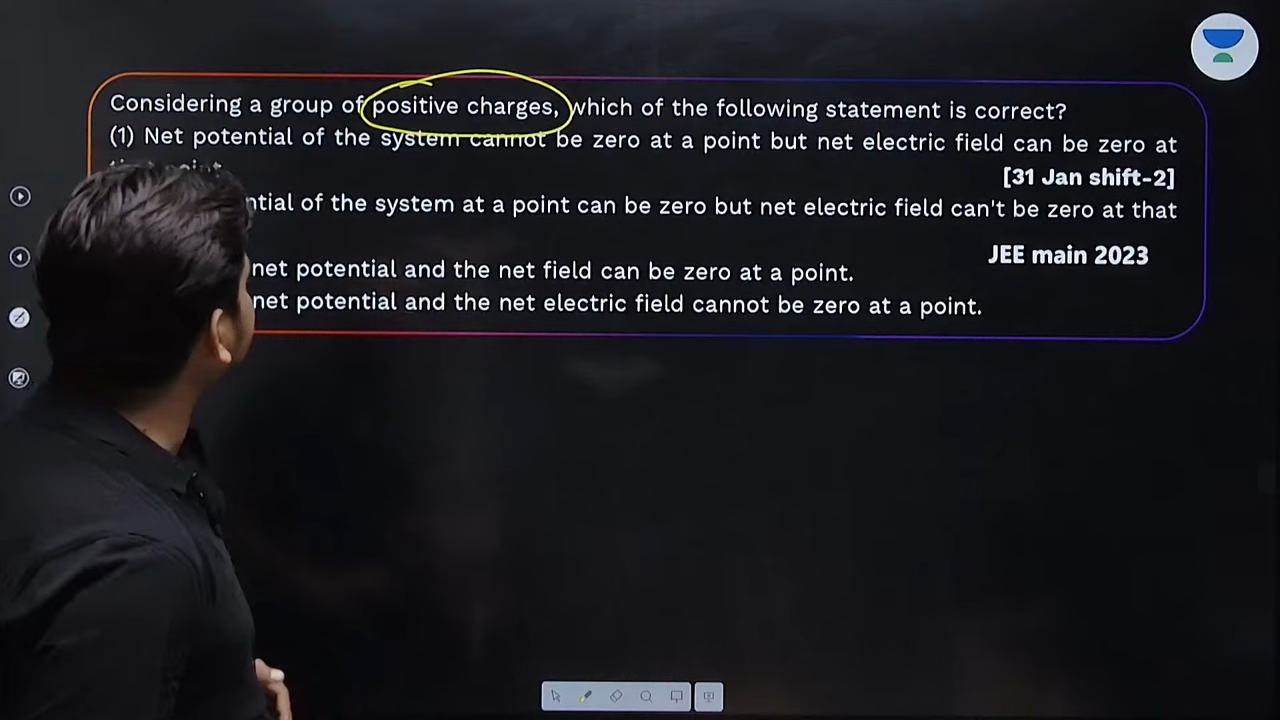 Considering a group of positive charges, which of the following statement is correct?
(1) Net potential of the system cannot be zero at a point but net electric field can be zero at
[31 Jan shift-2]
of the system at a point can be zero but net electric field can't be zero at that
JEE main 2023
net potential and the net field can be zero at a point.
net potential and the net electric field cannot be zero at a point.